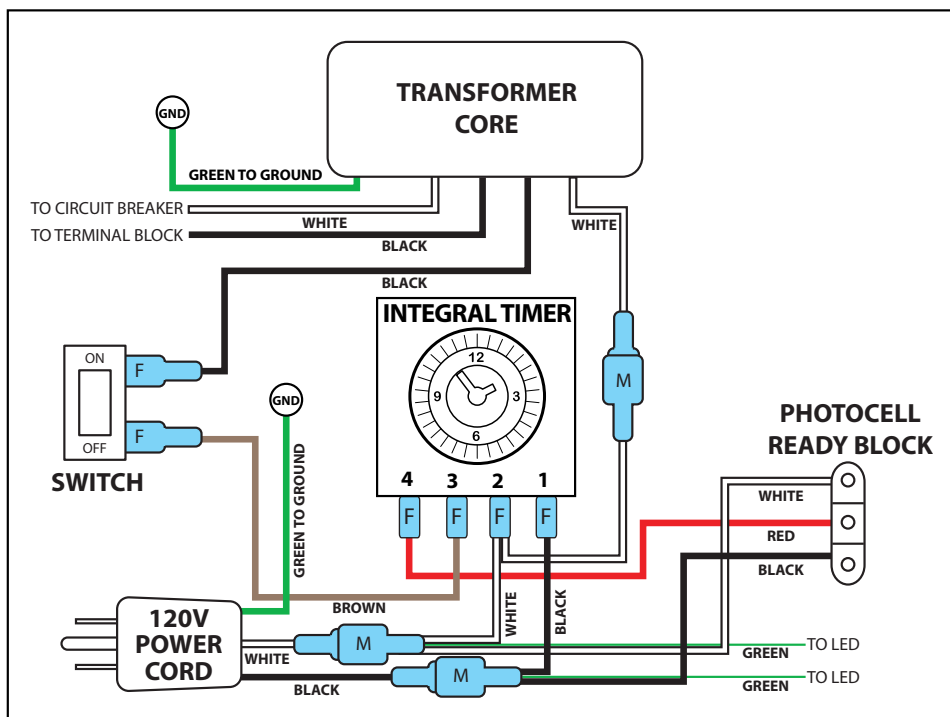 TRANSFORMER
CORE
GND
GREEN TO GROUND
TO CIRCUIT BREAKER
WHITE
WHITE
TO TERMINAL BLOCK
BLACK
BLACK
INTEGRAL TIMER
12
9
3
6
ON
F
M
OFF
F
SWITCH
GND
GREEN TO GROUND
PHOTOCELL
READY BLOCK
4 3 2 1
F F F F
WHITE
RED
BLACK
BROWN
WHITE
BLACK
120V
POWER
CORD
WHITE
M
GREEN
TO LED
BLACK
M
GREEN
TO LED